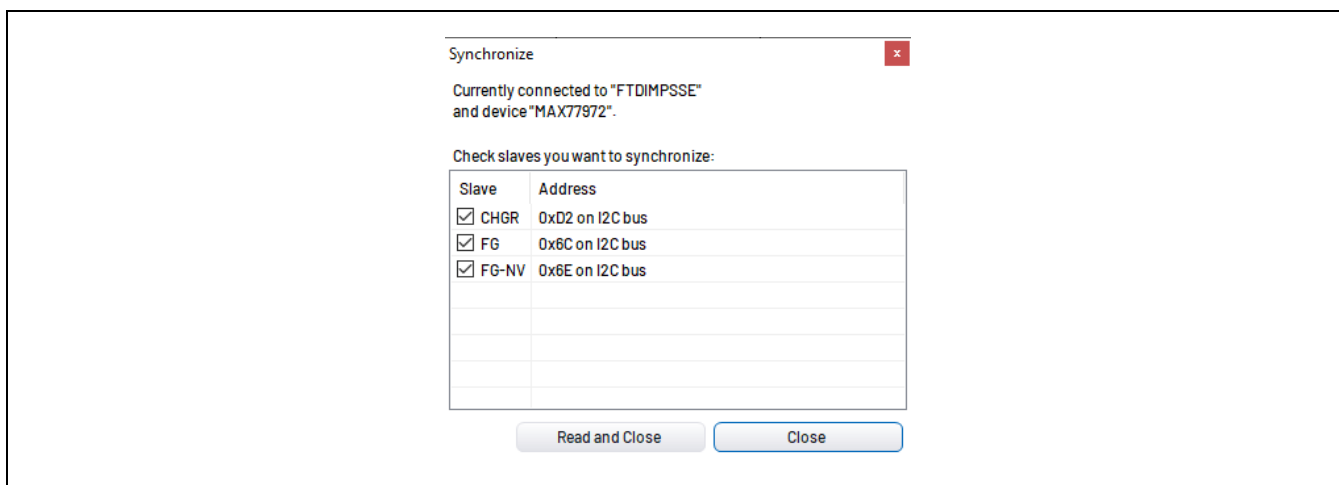 Synchronize
x
Currently connected to "FTDIMPSSE"
and device "MAX77972".
Check slaves you want to synchronize:
Slave Address
CHGR 0xD2 on I2C bus
FG 0x6C on I2C bus
FG-NV 0x6E on I2C bus
Read and Close Close